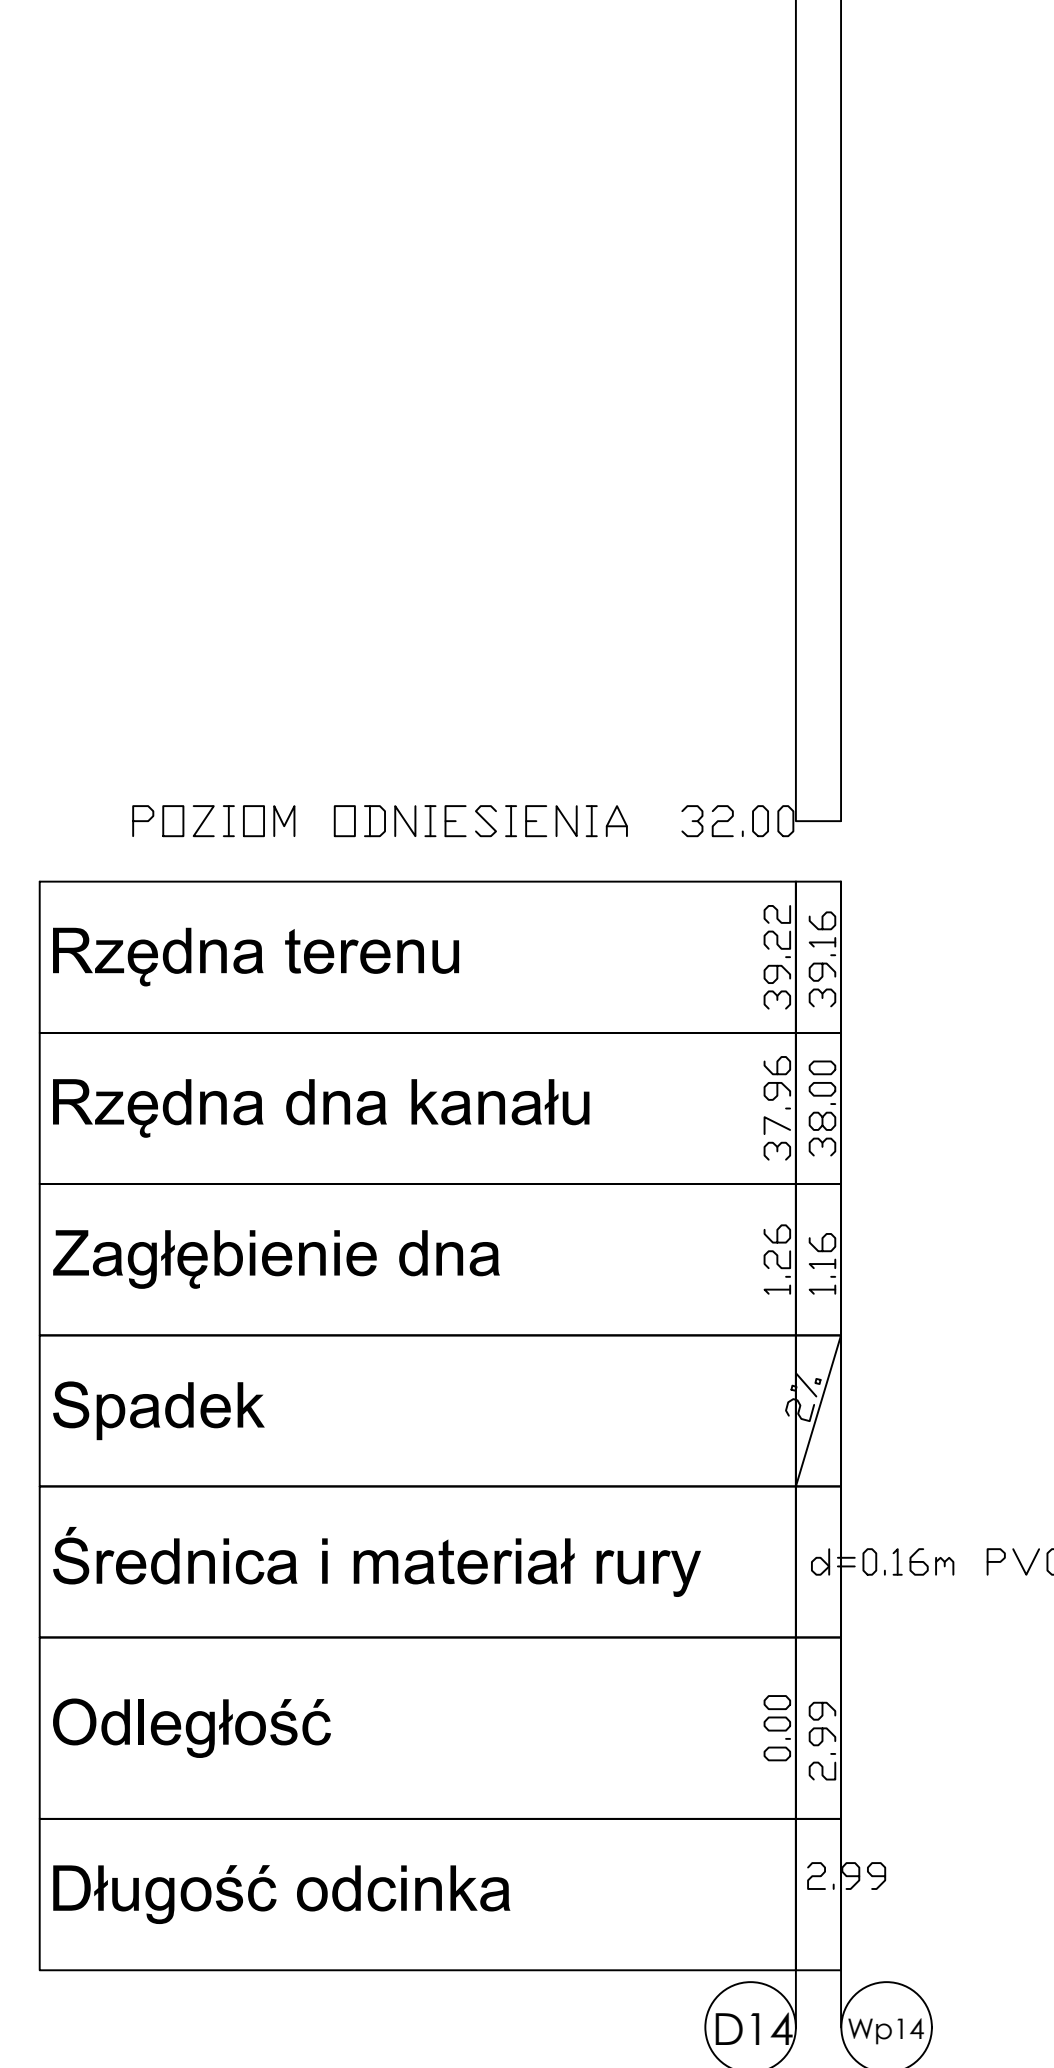 POZIOM ODNIESIENIA 32.00
Rzędna terenu 39.22 39.16
Rzędna dna kanału 37.96 38.00
Zagłębienie dna 1.26 1.16
Spadek 2%
Średnica i materiał rury d=0.16m PVC
Odległość 0.00 2.99
Długość odcinka 2.99
D14 Wp14